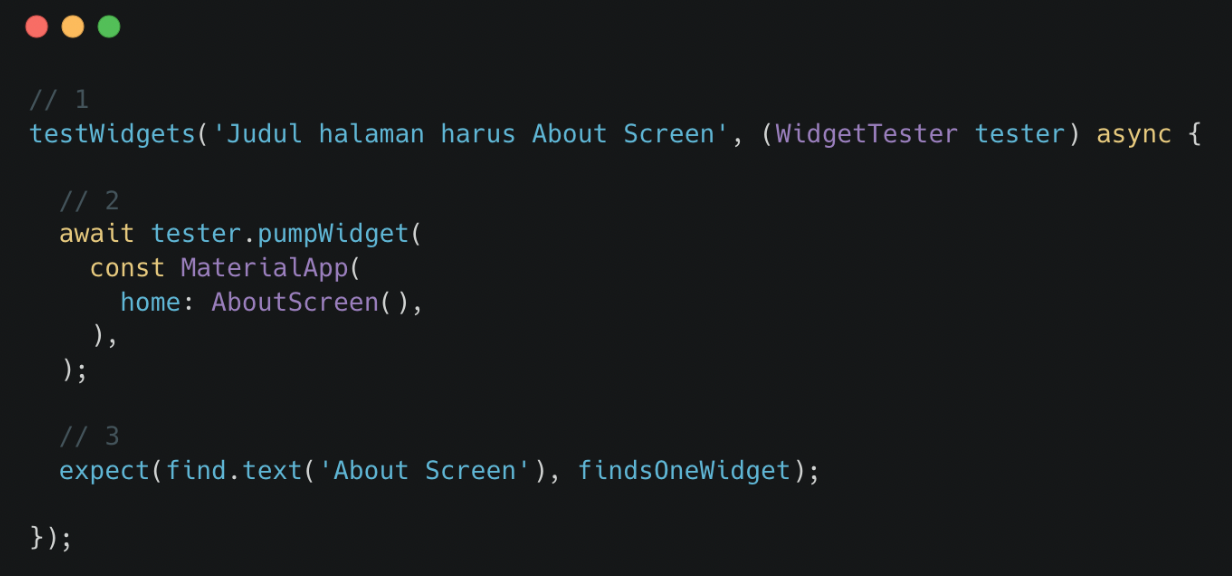 // 1
testWidgets('Judul halaman harus About Screen', (WidgetTester tester) async {
  // 2
  await tester.pumpWidget(
    const MaterialApp(
      home: AboutScreen(),
    ),
  );
  // 3
  expect(find.text('About Screen'), findsOneWidget);
});